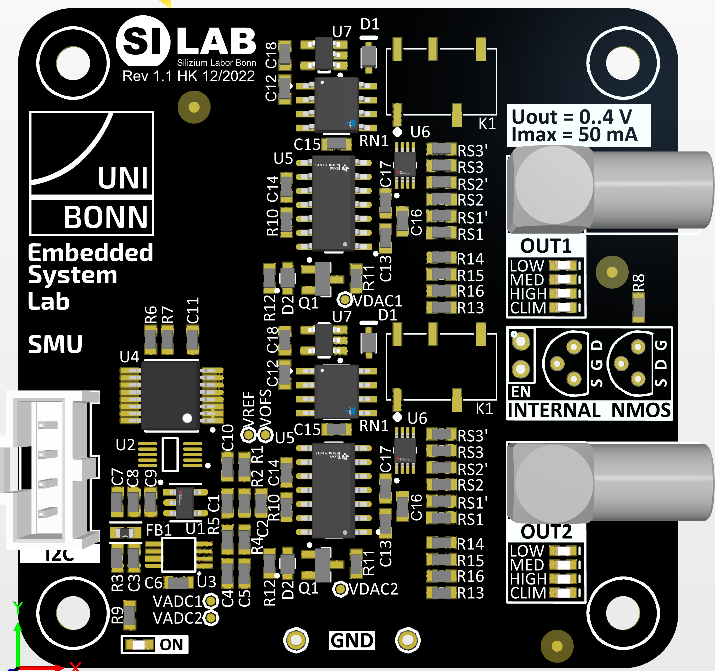 SI LAB
Silizium Labor Bonn
Rev 1.1 HK 12/2022
UNI
BONN
Embedded
System
Lab
SMU
D1
U7
C18
C12
K1
RN1
C15
U6
U5
C17
C14
R10
C16
C13
RS3'
RS3
RS2'
RS2
RS1'
RS1
R14
R15
R16
R13
R12
D2
Q1
R11
VDAC1
Uout = 0..4 V
Imax = 50 mA
OUT1
LOW
MED
HIGH
CLIM
R8
R6
R7
C11
U4
U7
D1
C18
C12
K1
RN1
C15
U6
EN
S G D
S D G
INTERNAL NMOS
VREF
VOFS
U5
U2
C10
R2
R1
C14
R10
C17
C16
C13
RS3'
RS3
RS2'
RS2
RS1'
RS1
R14
R15
R16
R13
C7
C8
C9
U1
C1
R5
C2
R4
FB1
I2C
R3
C3
C6
U3
C4
C5
R12
D2
Q1
R11
VDAC2
OUT2
LOW
MED
HIGH
CLIM
R9
VADC1
VADC2
ON
GND
Y
X